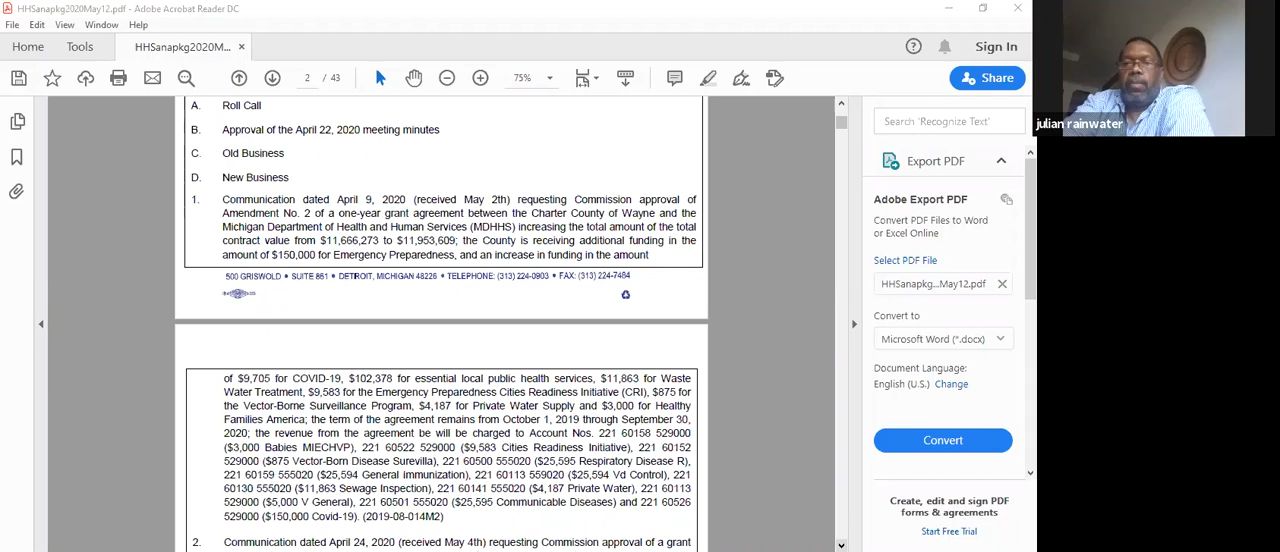 HHSanapkg2020May12.pdf - Adobe Acrobat Reader DC
File Edit View Window Help
Home Tools HHSanapkg2020M... × Sign In
2 / 43 75% Share
A. Roll Call
B. Approval of the April 22, 2020 meeting minutes
C. Old Business
D. New Business
1. Communication dated April 9, 2020 (received May 2th) requesting Commission approval of
Amendment No. 2 of a one-year grant agreement between the Charter County of Wayne and the
Michigan Department of Health and Human Services (MDHHS) increasing the total amount of the total
contract value from $11,666,273 to $11,953,609; the County is receiving additional funding in the
amount of $150,000 for Emergency Preparedness, and an increase in funding in the amount
500 GRISWOLD • SUITE 861 • DETROIT, MICHIGAN 48226 • TELEPHONE: (313) 224-0903 • FAX: (313) 224-7484
of $9,705 for COVID-19, $102,378 for essential local public health services, $11,863 for Waste
Water Treatment, $9,583 for the Emergency Preparedness Cities Readiness Initiative (CRI), $875 for
the Vector-Borne Surveillance Program, $4,187 for Private Water Supply and $3,000 for Healthy
Families America; the term of the agreement remains from October 1, 2019 through September 30,
2020; the revenue from the agreement be will be charged to Account Nos. 221 60158 529000
($3,000 Babies MIECHVP), 221 60522 529000 ($9,583 Cities Readiness Initiative), 221 60152
529000 ($875 Vector-Born Disease Surevilla), 221 60500 555020 ($25,595 Respiratory Disease R),
221 60159 555020 ($25,594 General Immunization), 221 60113 559020 ($25,594 Vd Control), 221
60130 555020 ($11,863 Sewage Inspection), 221 60141 555020 ($4,187 Private Water), 221 60113
529000 ($5,000 V General), 221 60501 555020 ($25,595 Communicable Diseases) and 221 60526
529000 ($150,000 Covid-19). (2019-08-014M2)
2. Communication dated April 24, 2020 (received May 4th) requesting Commission approval of a grant
Search 'Recognize Text'
Export PDF
Adobe Export PDF
Convert PDF Files to Word
or Excel Online
Select PDF File
HHSanapkg...May12.pdf ×
Convert to
Microsoft Word (*.docx)
Document Language:
English (U.S.) Change
Convert
Create, edit and sign PDF
forms & agreements
Start Free Trial
julian rainwater